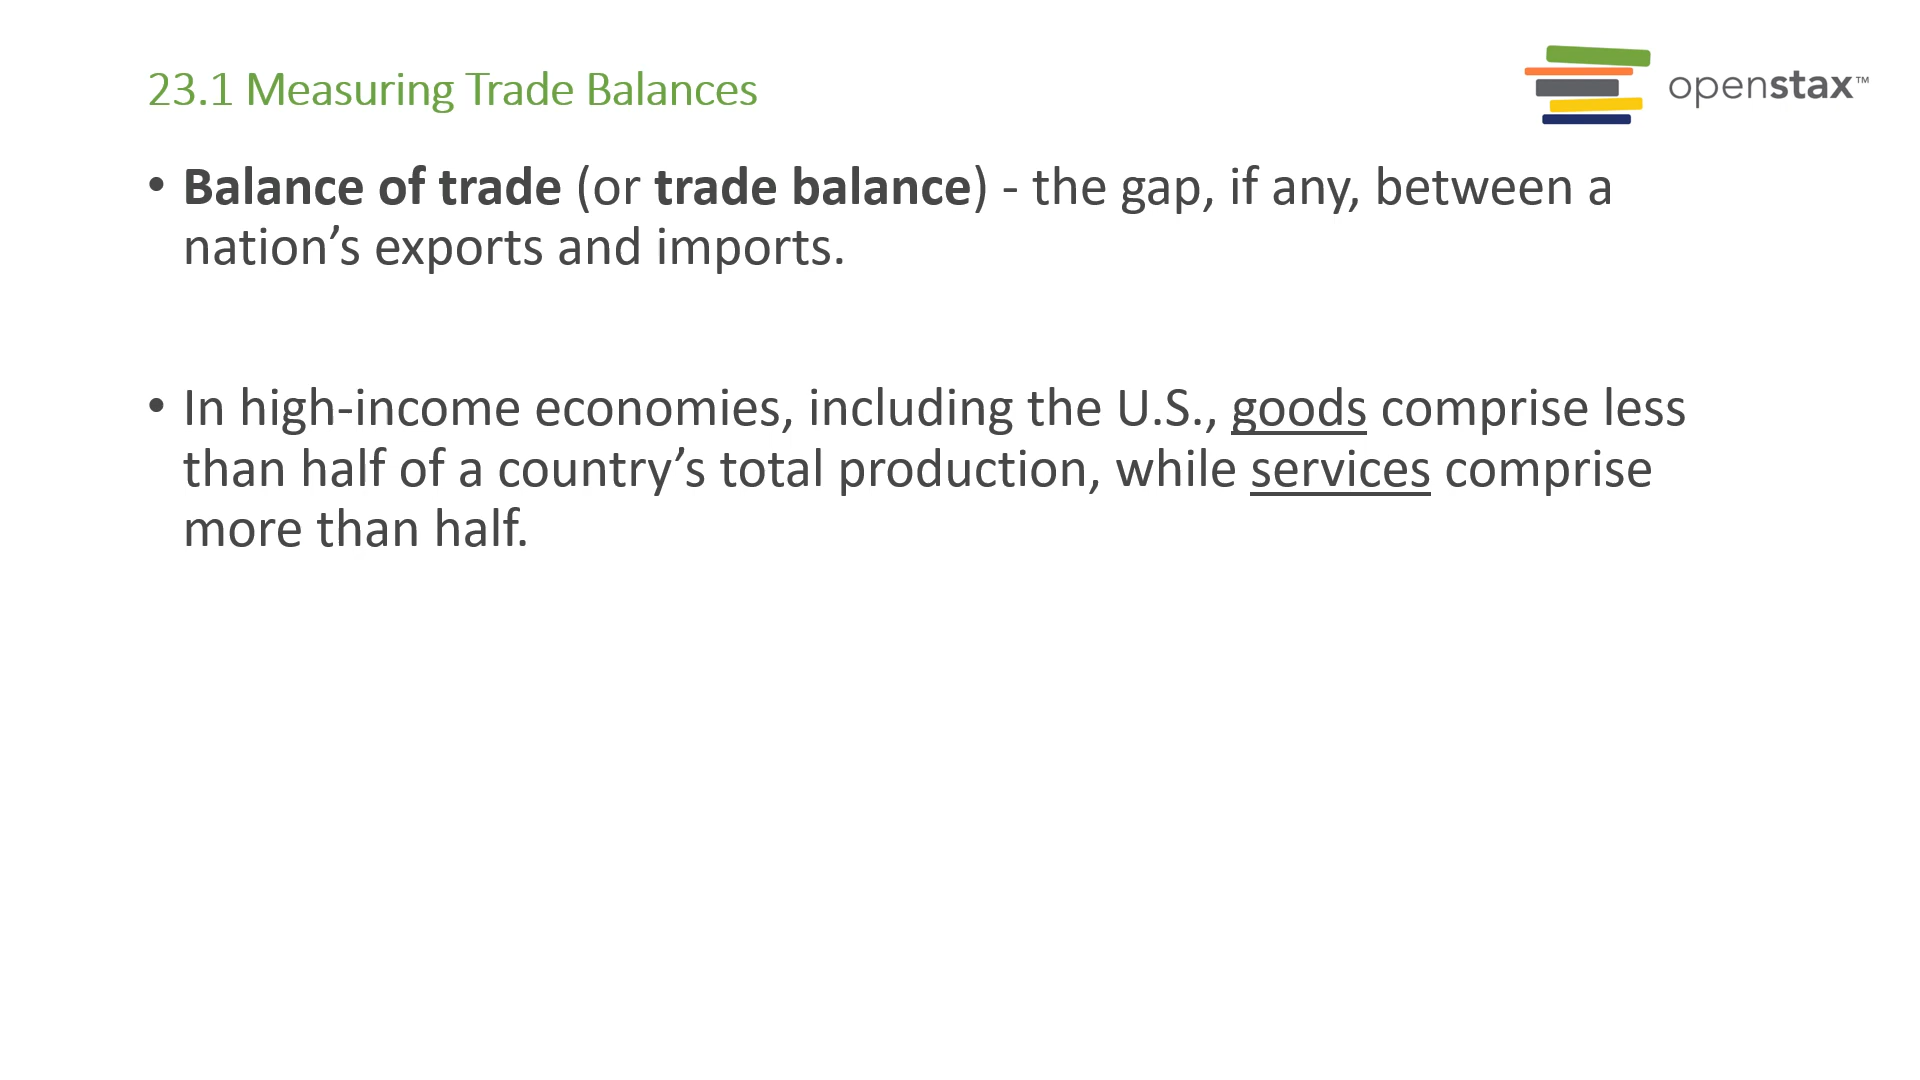 23.1 Measuring Trade Balances
openstax™
• Balance of trade (or trade balance) - the gap, if any, between a
nation’s exports and imports.
• In high-income economies, including the U.S., goods comprise less
than half of a country’s total production, while services comprise
more than half.